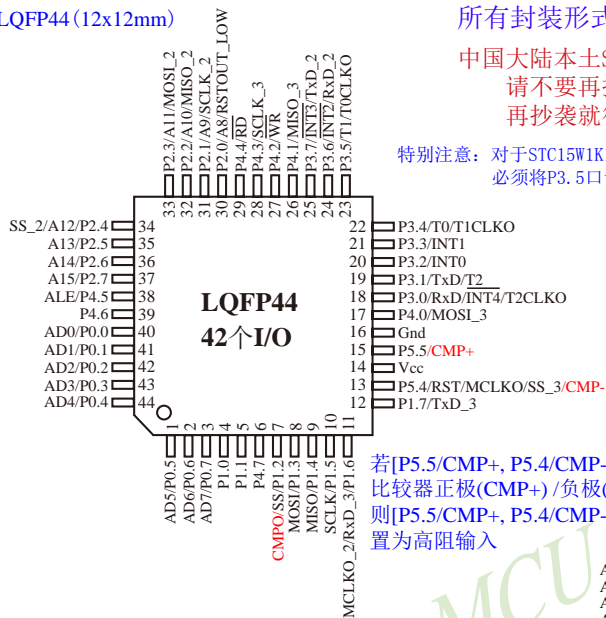 LQFP44(12x12mm)
所有封装形式
中国大陆本土S
请不要再
再抄袭就
特别注意: 对于STC15W1K
必须将P3.5口
P2.3/A11/MOSI_2
P2.2/A10/MISO_2
P2.1/A9/SCLK_2
P2.0/A8/RSTOUT_LOW
P4.4/RD
P4.3/SCLK_3
P4.2/WR
P4.1/MISO_3
P3.7/INT3/TxD_2
P3.6/INT2/RxD_2
P3.5/T1/T0CLKO
33
32
31
30
29
28
27
26
25
24
23
SS_2/A12/P2.4 34
A13/P2.5 35
A14/P2.6 36
A15/P2.7 37
ALE/P4.5 38
P4.6 39
AD0/P0.0 40
AD1/P0.1 41
AD2/P0.2 42
AD3/P0.3 43
AD4/P0.4 44
LQFP44
42个I/O
22 P3.4/T0/T1CLKO
21 P3.3/INT1
20 P3.2/INT0
19 P3.1/TxD/T2
18 P3.0/RxD/INT4/T2CLKO
17 P4.0/MOSI_3
16 Gnd
15 P5.5/CMP+
14 Vcc
13 P5.4/RST/MCLKO/SS_3/CMP-
12 P1.7/TxD_3
1
2
3
4
5
6
7
8
9
10
11
AD5/P0.5
AD6/P0.6
AD7/P0.7
P1.0
P1.1
P4.7
CMPO/SS/P1.2
MOSI/P1.3
MISO/P1.4
SCLK/P1.5
MCLKO_2/RxD_3/P1.6
若[P5.5/CMP+, P5.4/CMP-
比较器正极(CMP+) /负极(
则[P5.5/CMP+, P5.4/CMP-
置为高阻输入
MCU